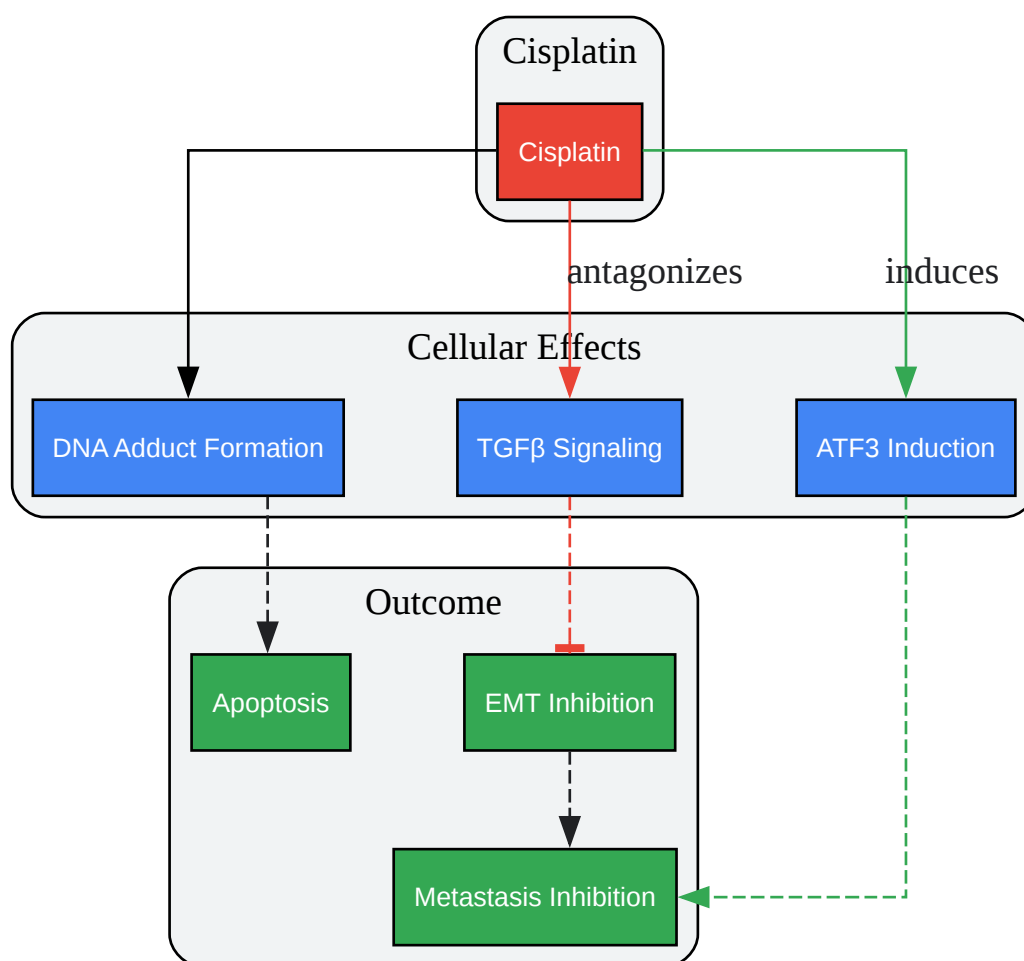 Cisplatin
Cisplatin
antagonizes
induces
Cellular Effects
DNA Adduct Formation
TGFβ Signaling
ATF3 Induction
Outcome
Apoptosis
EMT Inhibition
Metastasis Inhibition